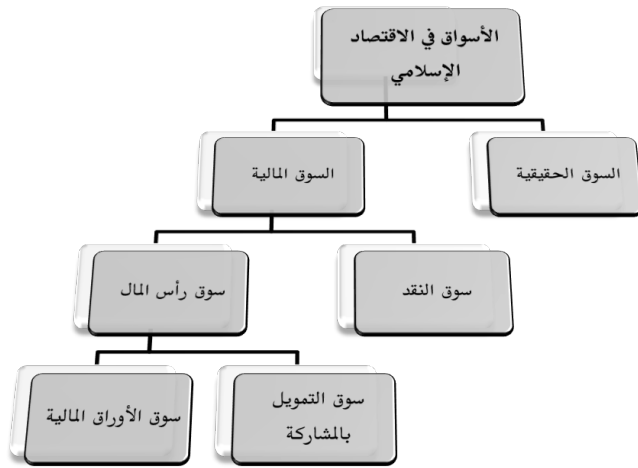 الأسواق في الاقتصاد
الإسلامي
السوق الحقيقية
السوق المالية
سوق النقد
سوق رأس المال
سوق التمويل
بالمشاركة
سوق الأوراق المالية